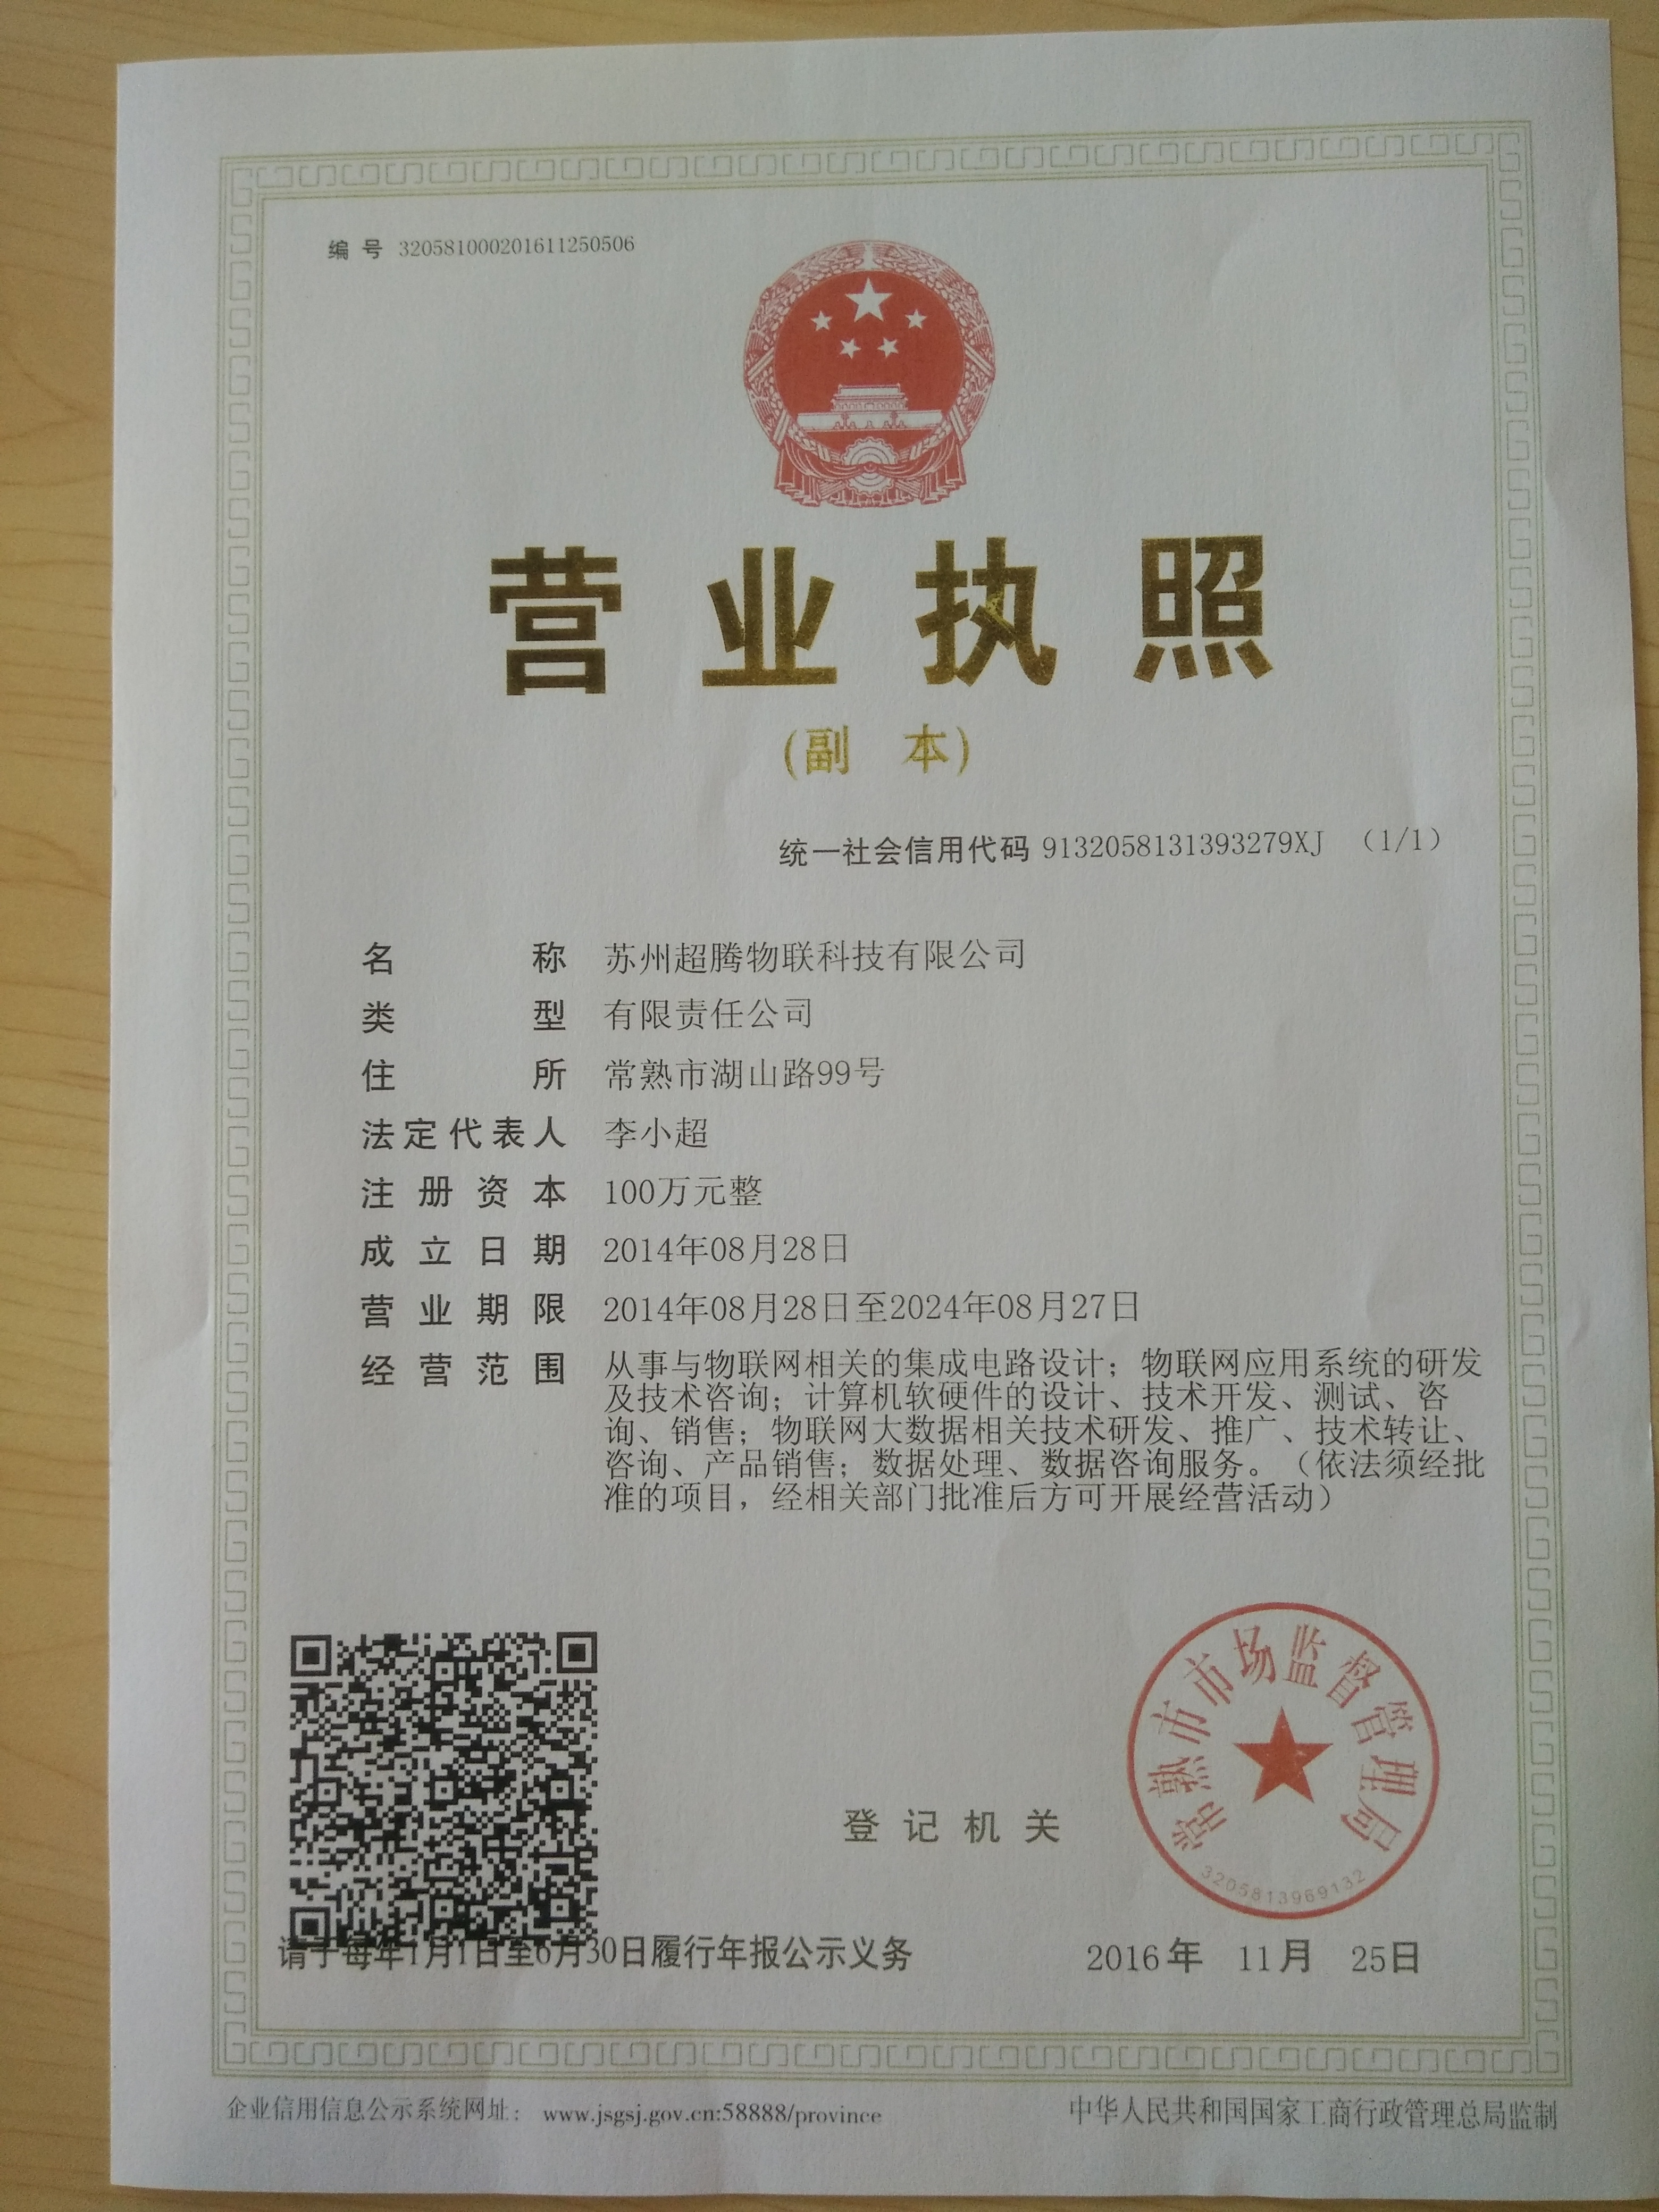 编 号 320581000201611250506
营业执照
(副 本)
统一社会信用代码 9132058131393279XJ (1/1)
名 称 苏州超腾物联科技有限公司
类 型 有限责任公司
住 所 常熟市湖山路99号
法定代表人 李小超
注册资本 100万元整
成立日期 2014年08月28日
营业期限 2014年08月28日至2024年08月27日
经营范围 从事与物联网相关的集成电路设计；物联网应用系统的研发
及技术咨询；计算机软硬件的设计、技术开发、测试、咨
询、销售；物联网大数据相关技术研发、推广、技术转让、
咨询、产品销售；数据处理、数据咨询服务。（依法须经批
准的项目，经相关部门批准后方可开展经营活动）
常熟市市场监督管理局
登记机关
3205813969132
请于每年1月1日至6月30日履行年报公示义务
2016年 11月 25日
企业信用信息公示系统网址： www.jsgsj.gov.cn:58888/province
中华人民共和国国家工商行政管理总局监制